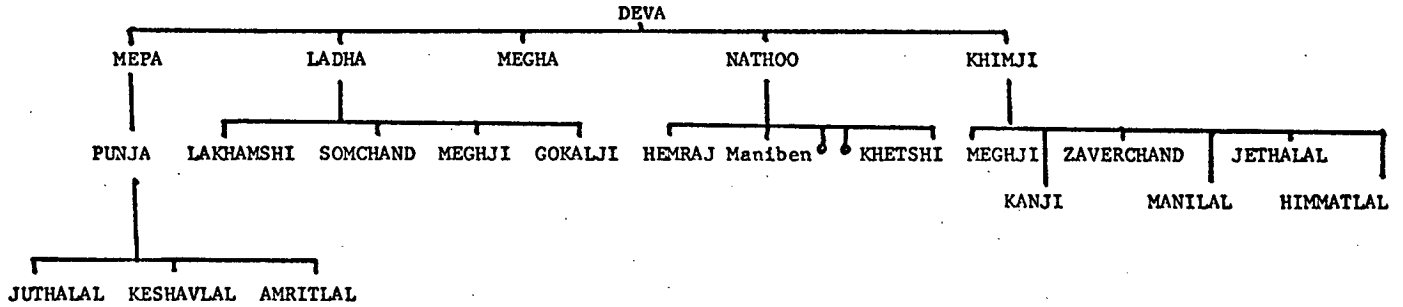 DEVA
MEPA LADHA MEGHA NATHOO KHIMJI
PUNJA LAKHAMSHI SOMCHAND MEGHJI GOKALJI HEMRAJ Maniben KHETSHI MEGHJI ZAVERCHAND JETHALAL
KANJI MANILAL HIMMATLAL
JUTHALAL KESHAVLAL AMRITLAL